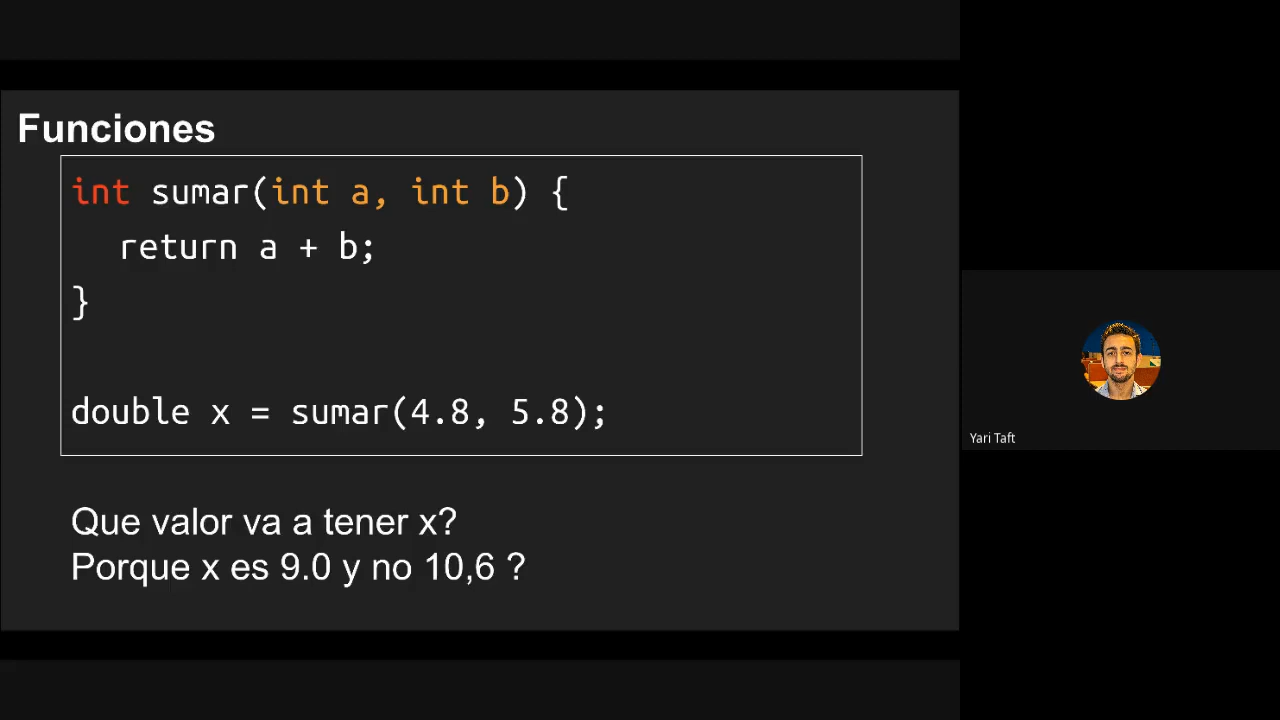 Funciones
int sumar(int a, int b) {
return a + b;
}
double x = sumar(4.8, 5.8);
Que valor va a tener x?
Porque x es 9.0 y no 10,6 ?
Yari Taft